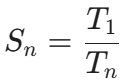 $S_n = \frac{T_1}{T_n}$